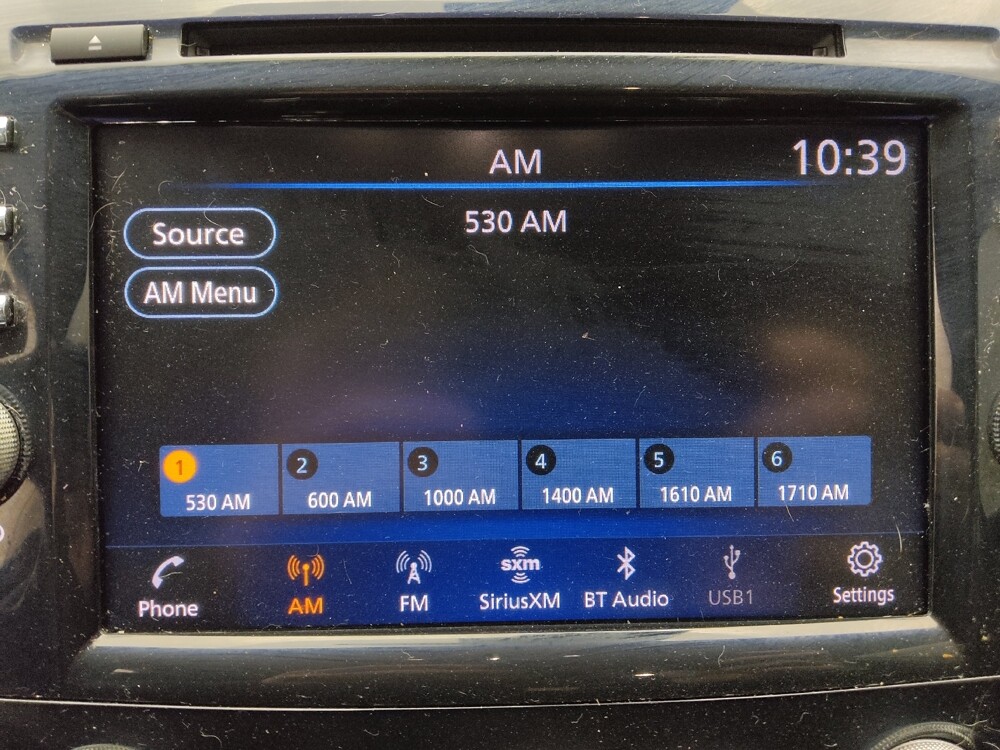 AM
10:39
530 AM
Source
AM Menu
1
2
3
4
5
6
530 AM
600 AM
1000 AM
1400 AM
1610 AM
1710 AM
sxm
Phone
AM
FM
SiriusXM
BT Audio
USB1
Settings